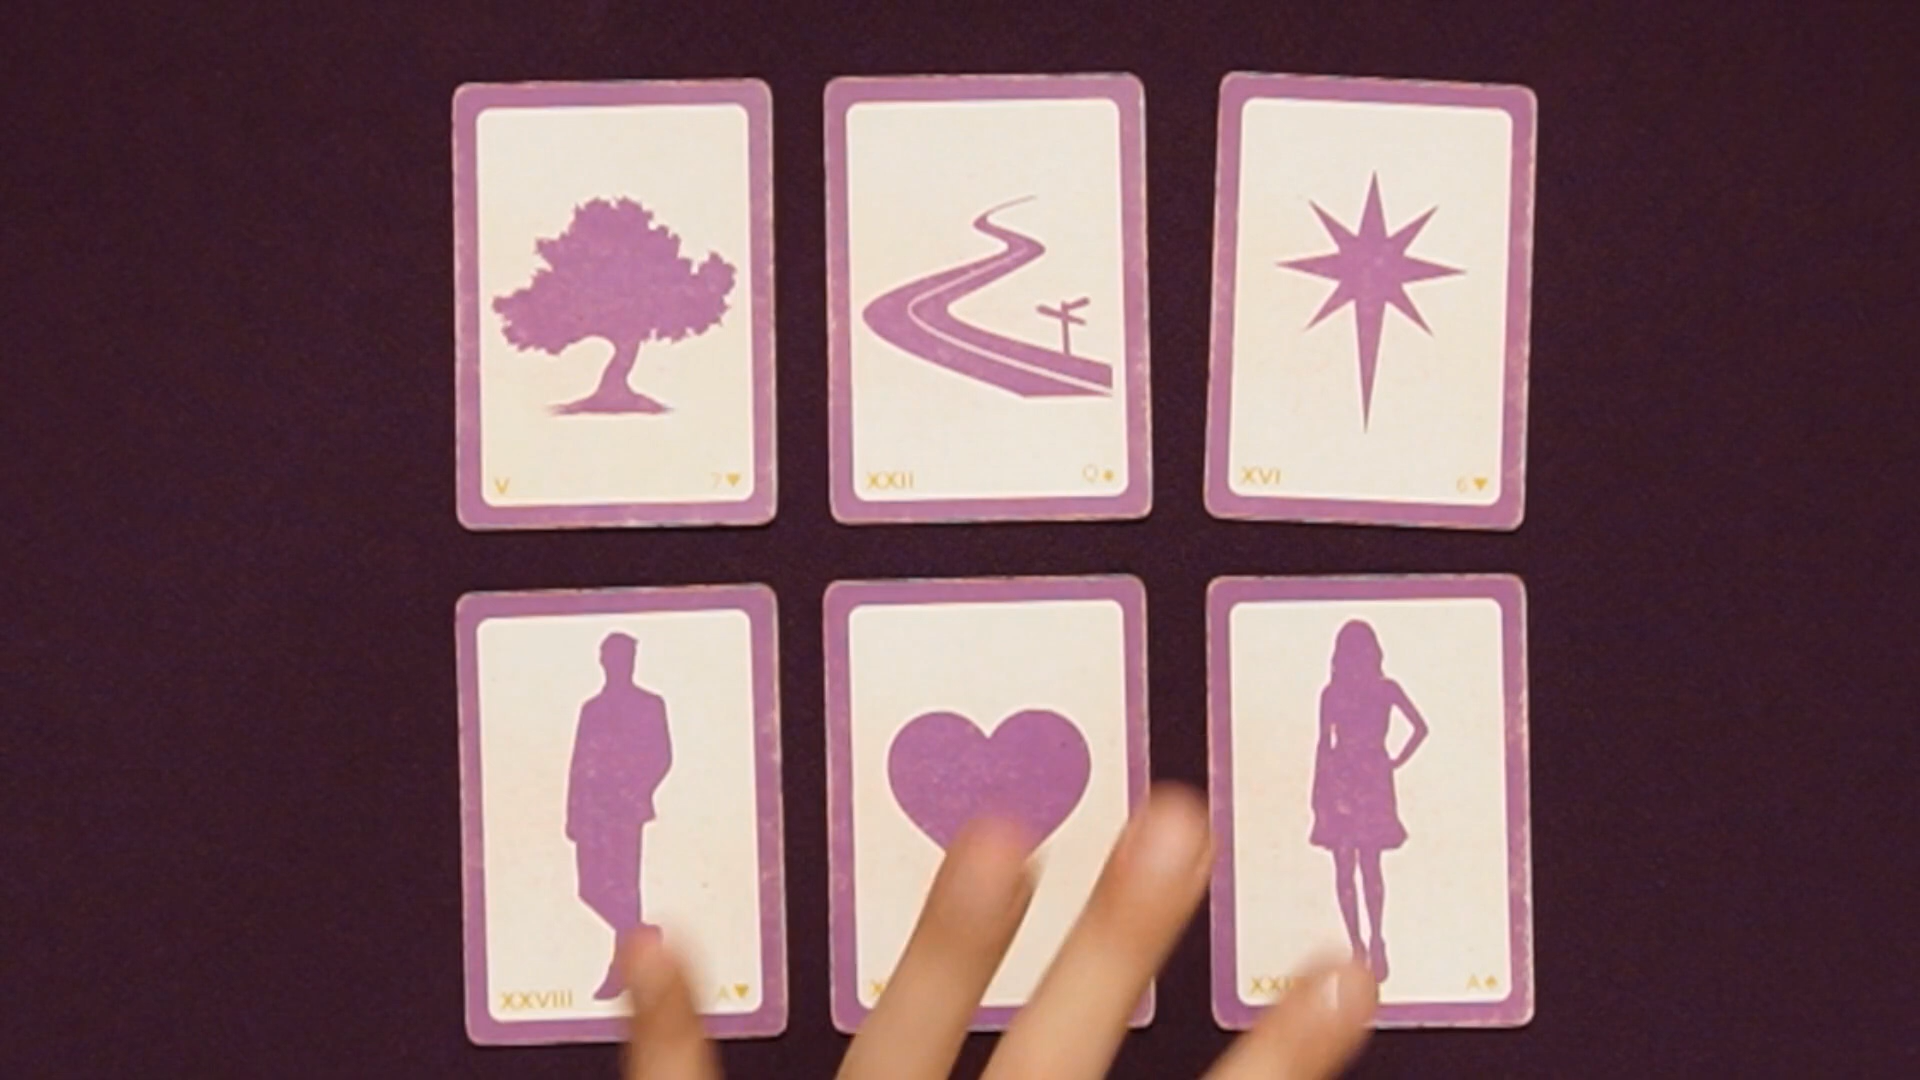 V 7♥
XXII Q♦
XVI 6♥
XXVIII A♥
A♠